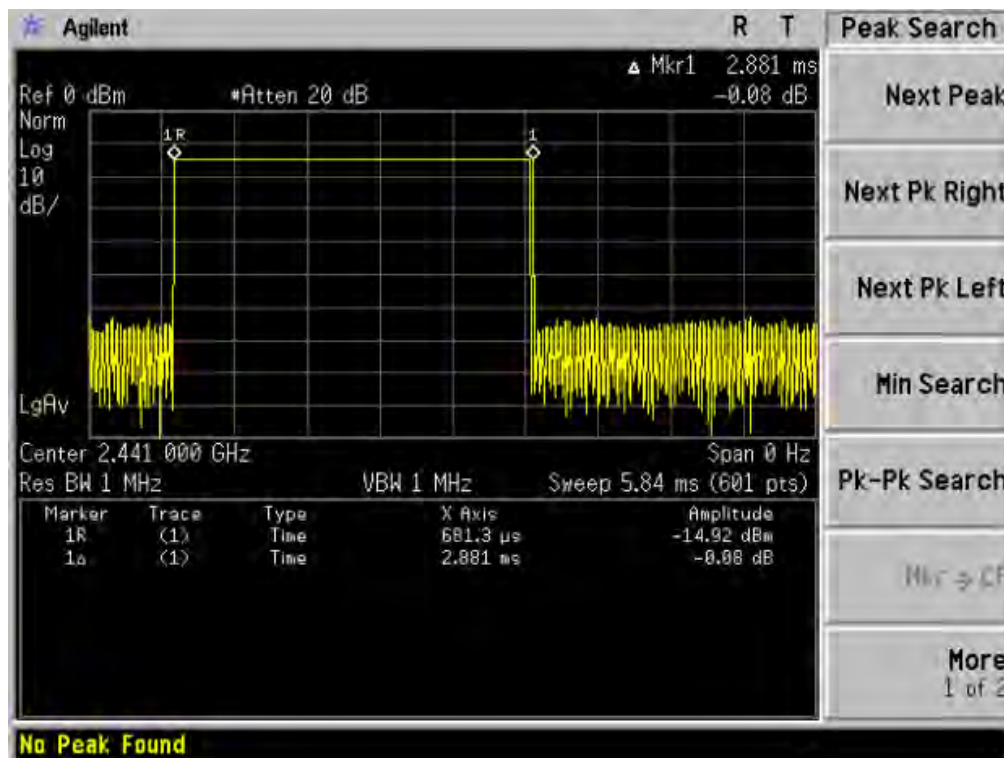 Agilent R T Peak Search
Δ Mkr1 2.881 ms
Ref 0 dBm *Atten 20 dB -0.08 dB
Norm
Log
10
dB/
1R 1
LgAv
Center 2.441 000 GHz Span 0 Hz
Res BW 1 MHz VBW 1 MHz Sweep 5.84 ms (601 pts)
Marker Trace Type X Axis Amplitude
1R (1) Time 681.3 µs -14.92 dBm
1Δ (1) Time 2.881 ms -0.08 dB
Next Peak
Next Pk Right
Next Pk Left
Min Search
Pk-Pk Search
Mkr → CF
More
1 of 2
No Peak Found